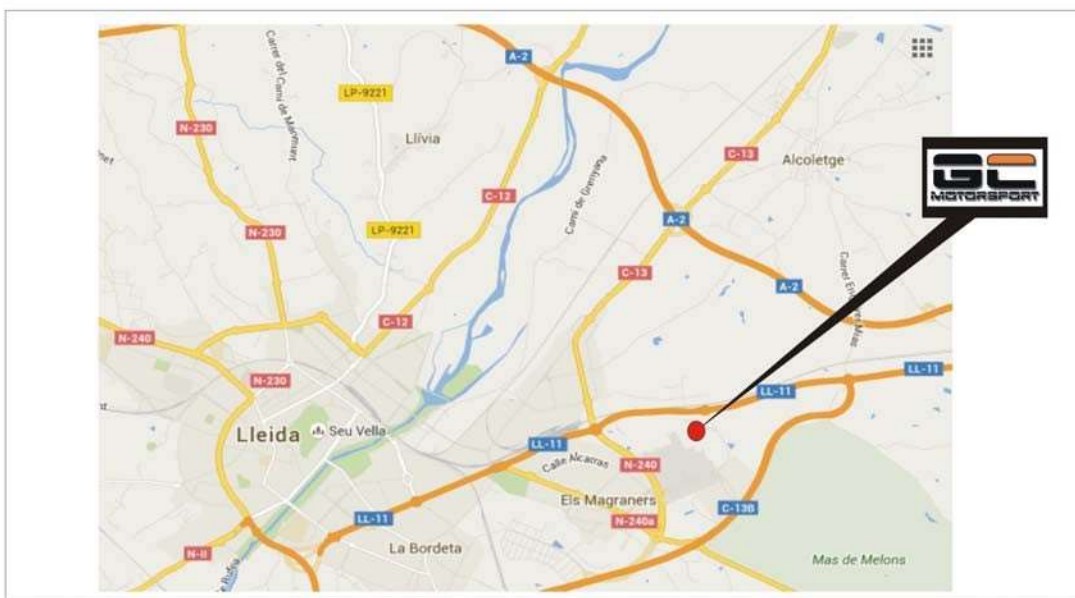 A-2
Carrer del Camí de Marimunt
LP-9221
N-230
Llívia
C-13
Alcoletge
GC
MOTORSPORT
Camí de Grenyana
C-12
A-2
N-230
LP-9221
C-13
A-2
C-12
N-240
LL-11
N-230
LL-11
Lleida
Seu Vella
LL-11
Calle Alcarras
N-240
Els Magraners
C-13B
LL-11
N-240a
N-II
La Bordeta
Mas de Melons